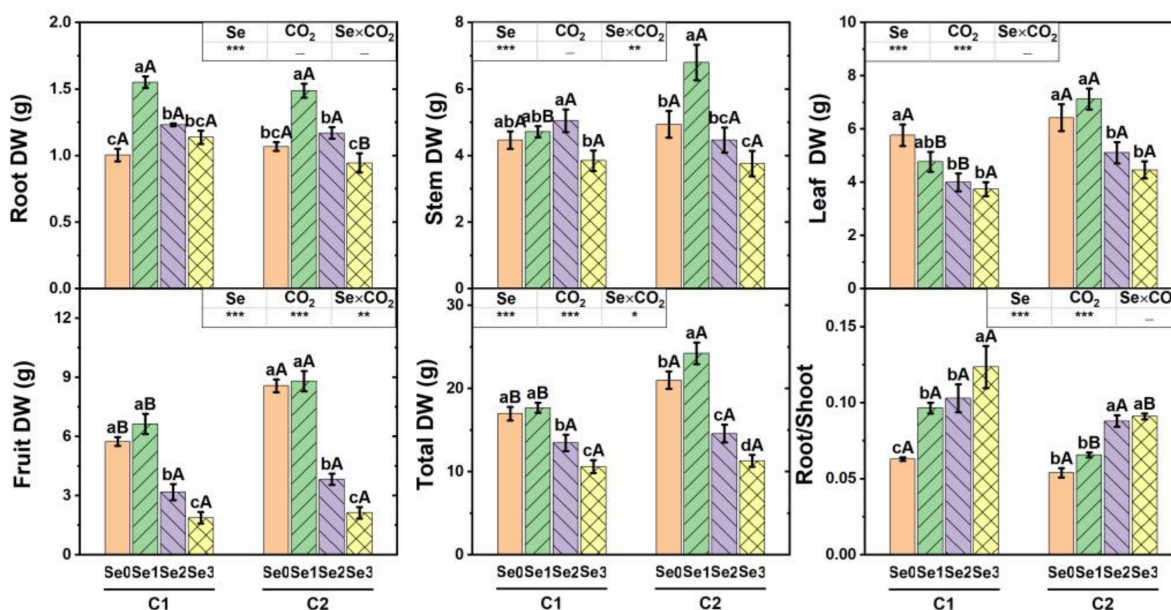 Root DW (g)
2.0
1.5
1.0
0.5
0.0
Se CO₂ Se×CO₂
*** — —
cA aA bA bcA bcA aA bA cB
Stem DW (g)
8
6
4
2
0
Se CO₂ Se×CO₂
*** — **
abA abB aA bA bA aA bcA cA
Leaf DW (g)
10
8
6
4
2
0
Se CO₂ Se×CO₂
*** *** —
aA abB bB bA aA aA bA bA
Fruit DW (g)
12
9
6
3
0
Se CO₂ Se×CO₂
*** *** **
aB aB bA cA aA aA bA cA
Se0Se1Se2Se3 Se0Se1Se2Se3
C1 C2
Total DW (g)
30
20
10
0
Se CO₂ Se×CO₂
*** *** *
aB aB bA cA bA aA cA dA
Se0Se1Se2Se3 Se0Se1Se2Se3
C1 C2
Root/Shoot
0.15
0.10
0.05
0.00
Se CO₂ Se×CO
*** *** —
cA bA bA aA bA bB aA aB
Se0Se1Se2Se3 Se0Se1Se2Se3
C1 C2